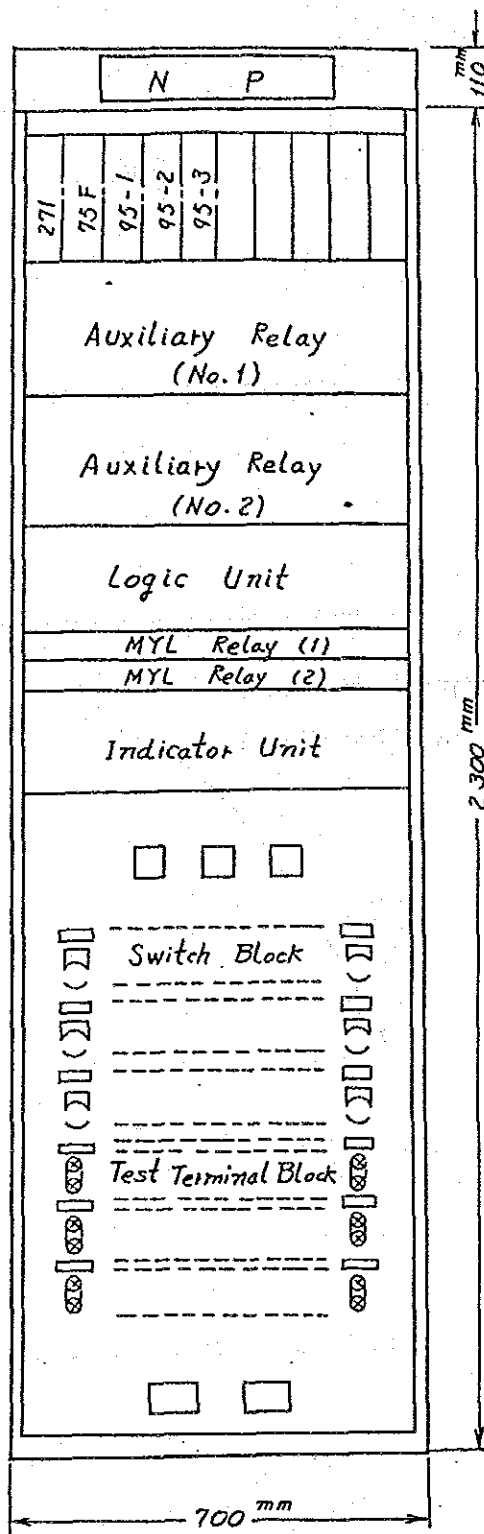 N P
110 mm
271
75F
95-1
95-2
95-3
Auxiliary Relay
(No.1)
Auxiliary Relay
(No.2)
Logic Unit
MYL Relay (1)
MYL Relay (2)
Indicator Unit
2 300 mm
Switch Block
Test Terminal Block
700 mm